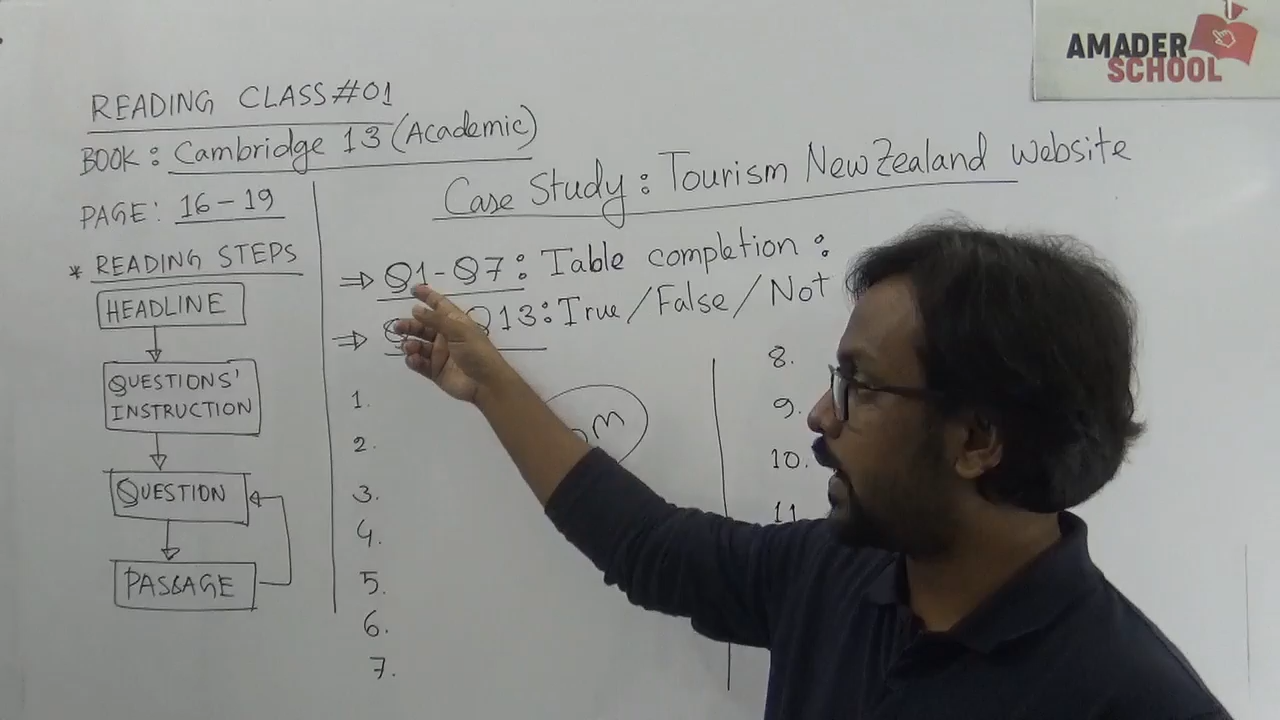 AMADER
SCHOOL
READING CLASS#01
BOOK: Cambridge 13 (Academic)
PAGE: 16-19
* READING STEPS
HEADLINE
QUESTIONS'
INSTRUCTION
QUESTION
PASSAGE
Case Study: Tourism New Zealand website
⇒ Q1-Q7: Table completion:
⇒ Q13: True/False/Not
1.
2.
3.
4.
5.
6.
7.
8.
9.
10.
11